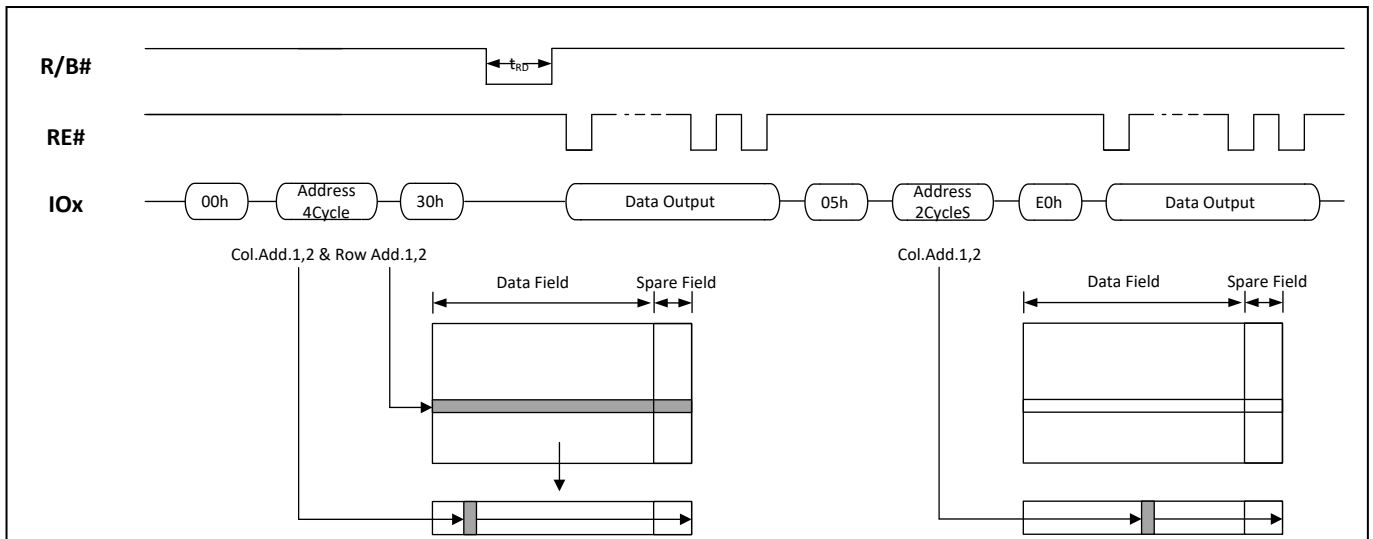 R/B#
tRD
RE#
IOx
00h
Address
4Cycle
30h
Data Output
05h
Address
2CycleS
E0h
Data Output
Col.Add.1,2 & Row Add.1,2
Col.Add.1,2
Data Field
Spare Field
Data Field
Spare Field